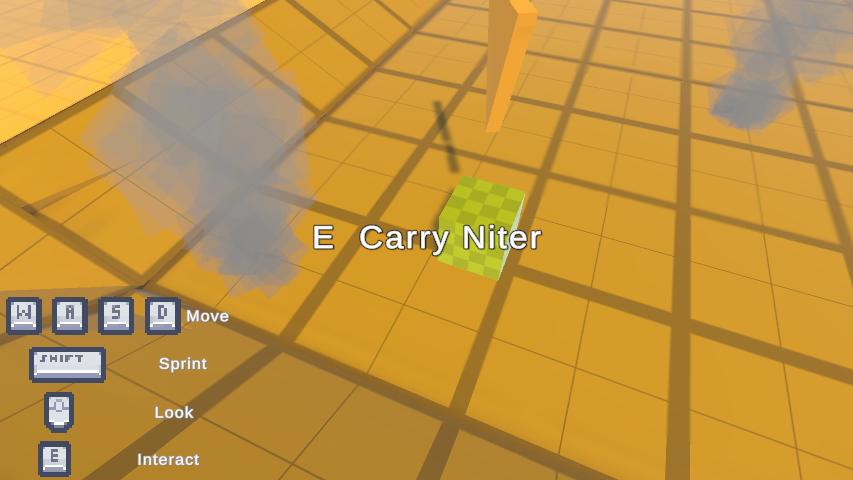 E Carry Niter
W A S D Move
SHIFT Sprint
Look
E Interact